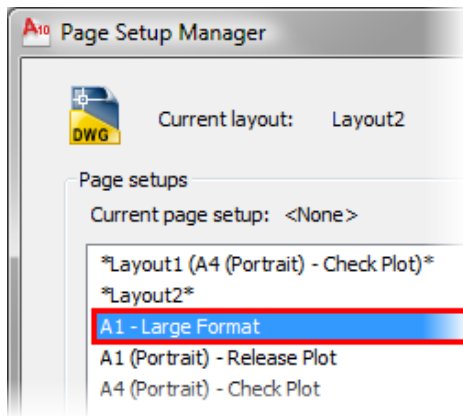 A10 Page Setup Manager
DWG
Current layout: Layout2
Page setups
Current page setup: <None>
*Layout1 (A4 (Portrait) - Check Plot)*
*Layout2*
A1 - Large Format
A1 (Portrait) - Release Plot
A4 (Portrait) - Check Plot